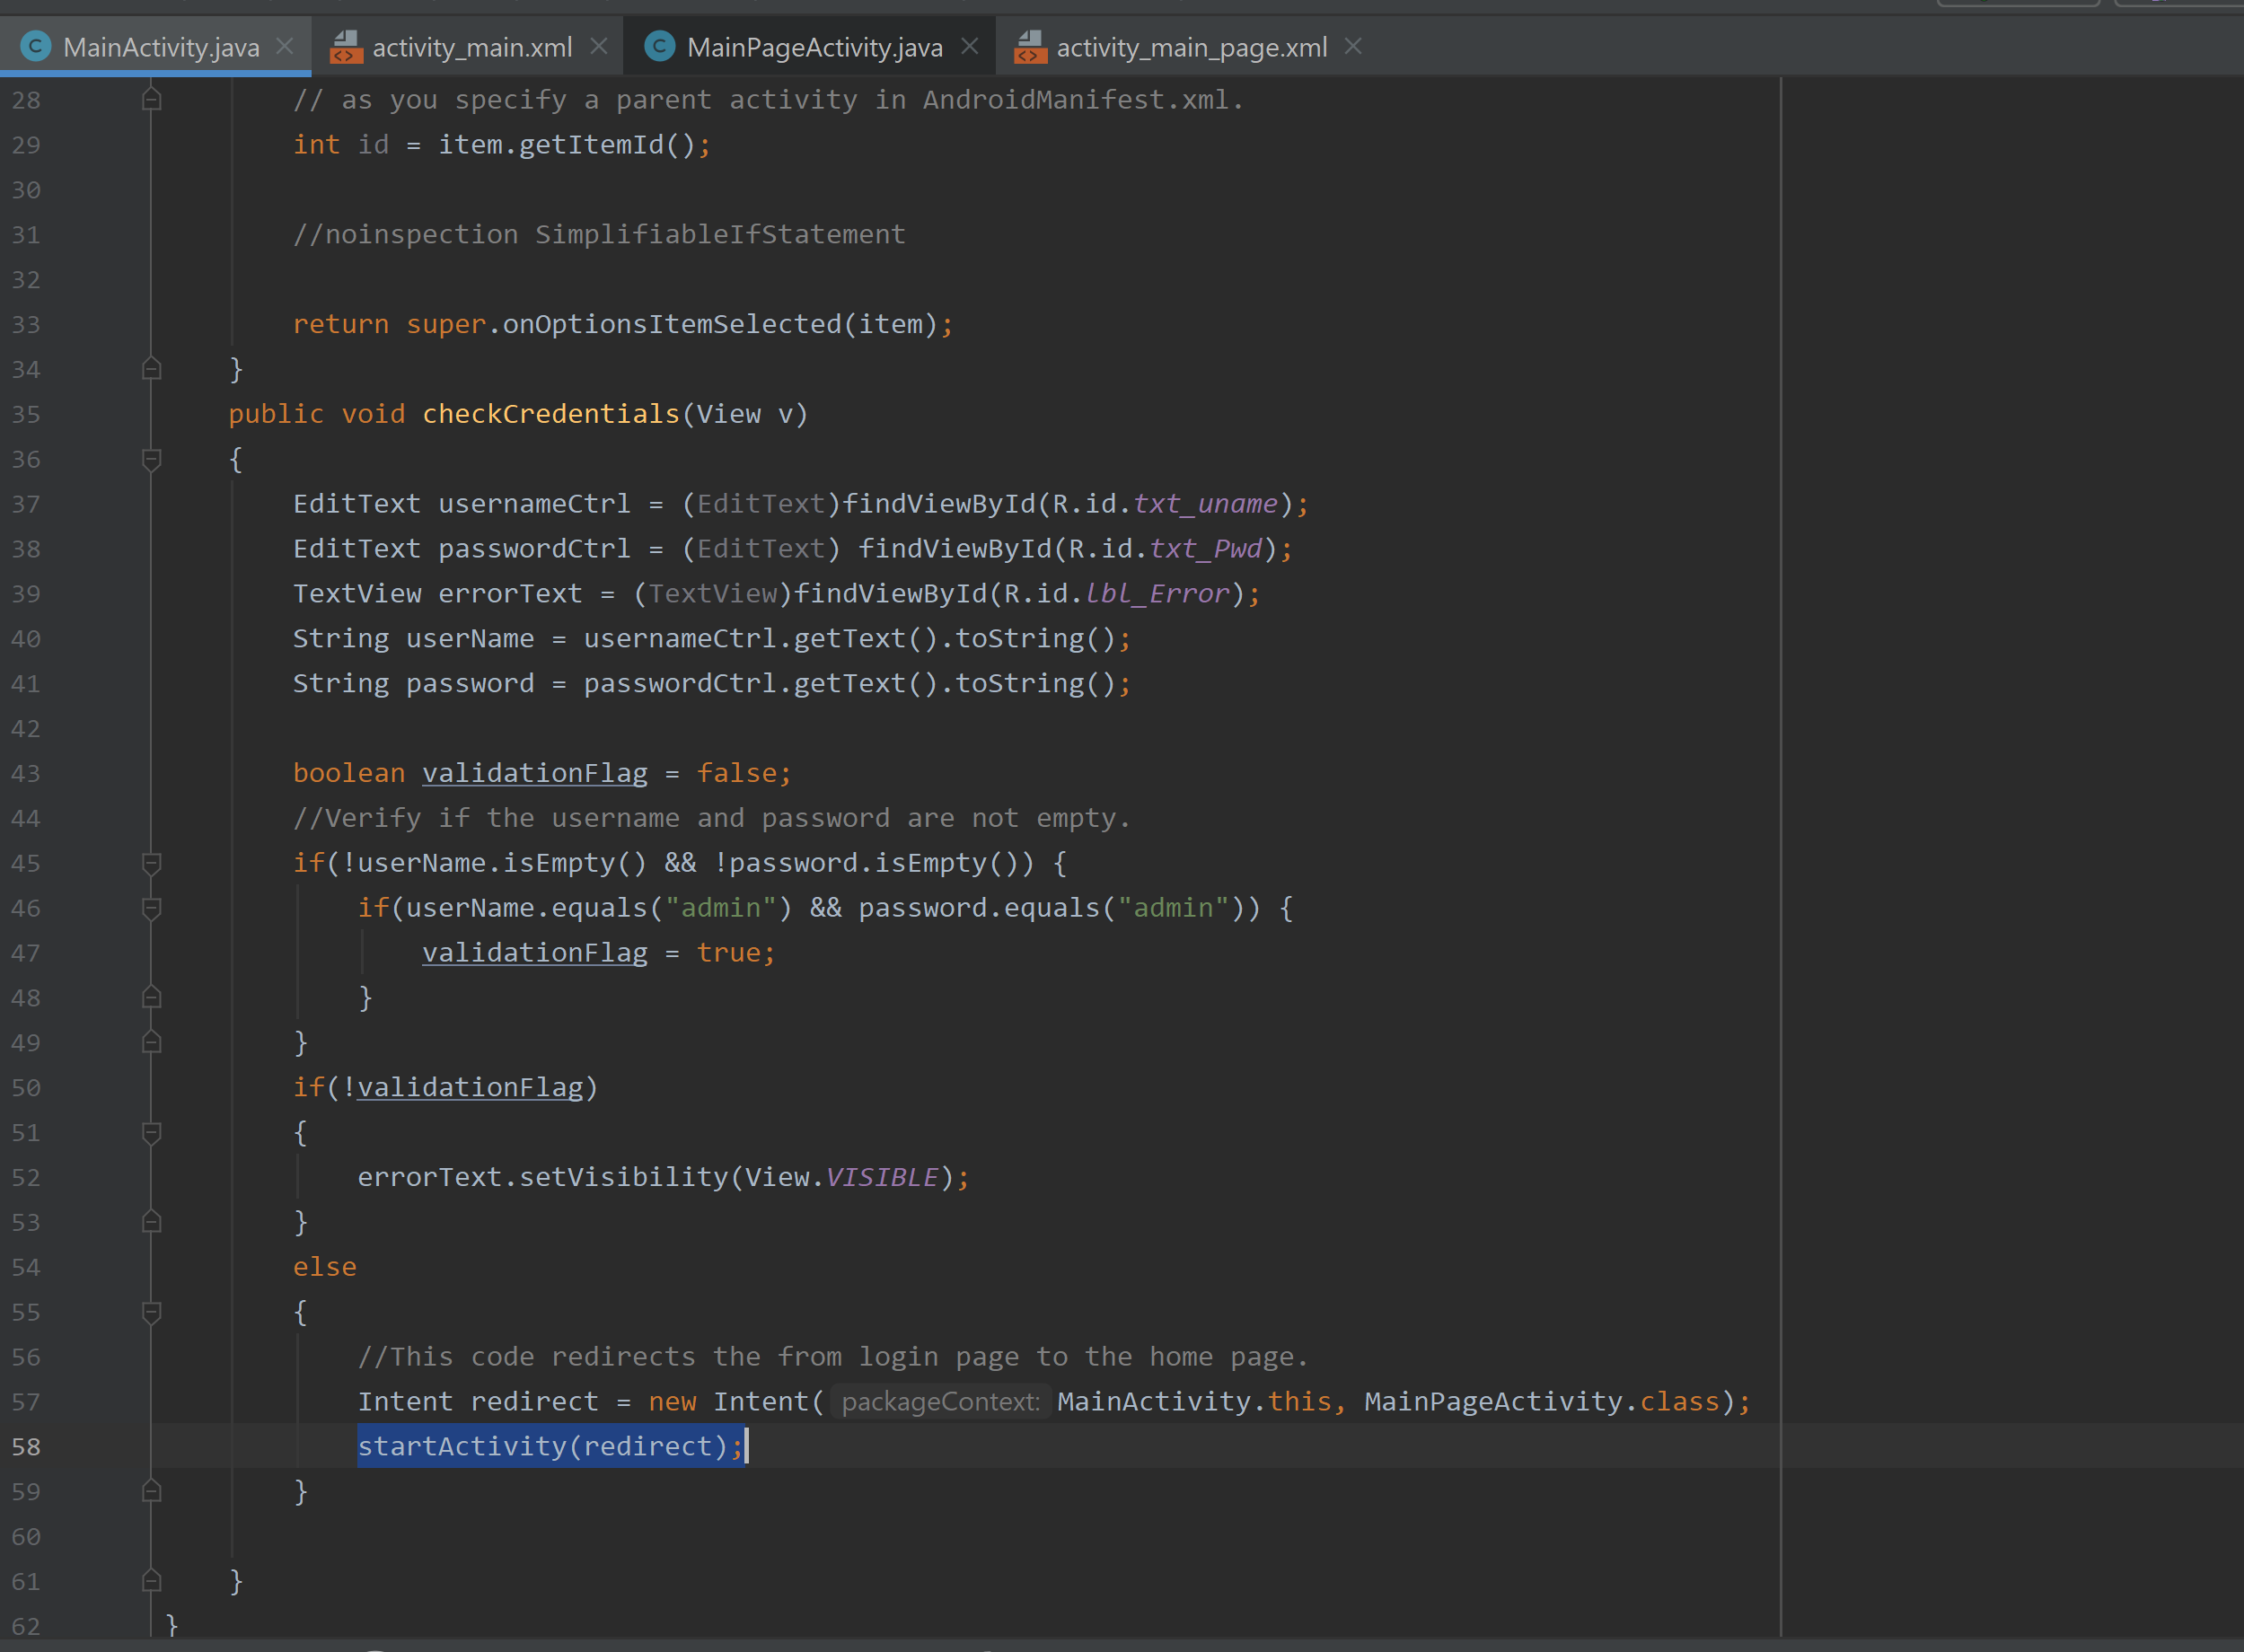 MainActivity.java activity_main.xml MainPageActivity.java activity_main_page.xml
28 // as you specify a parent activity in AndroidManifest.xml.
29 int id = item.getItemId();
30
31 //noinspection SimplifiableIfStatement
32
33 return super.onOptionsItemSelected(item);
34 }
35 public void checkCredentials(View v)
36 {
37 EditText usernameCtrl = (EditText)findViewById(R.id.txt_uname);
38 EditText passwordCtrl = (EditText) findViewById(R.id.txt_Pwd);
39 TextView errorText = (TextView)findViewById(R.id.lbl_Error);
40 String userName = usernameCtrl.getText().toString();
41 String password = passwordCtrl.getText().toString();
42
43 boolean validationFlag = false;
44 //Verify if the username and password are not empty.
45 if(!userName.isEmpty() && !password.isEmpty()) {
46 if(userName.equals("admin") && password.equals("admin")) {
47 validationFlag = true;
48 }
49 }
50 if(!validationFlag)
51 {
52 errorText.setVisibility(View.VISIBLE);
53 }
54 else
55 {
56 //This code redirects the from login page to the home page.
57 Intent redirect = new Intent( packageContext: MainActivity.this, MainPageActivity.class);
58 startActivity(redirect);
59 }
60
61 }
62 }